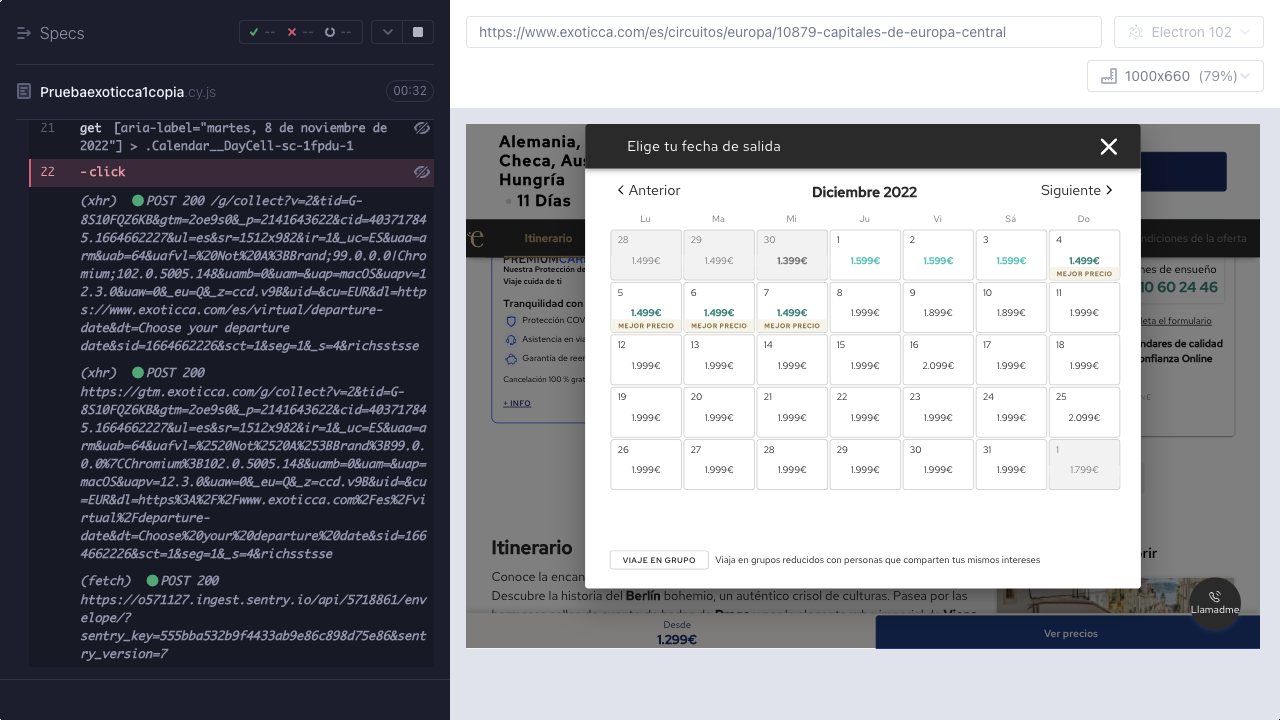 Specs
-- -- --
Pruebaexoticca1copia.cy.js
00:32
21 get [aria-label="martes, 8 de noviembre de
2022"] > .Calendar__DayCell-sc-1fpdu-1
22 -click
(xhr) POST 200 /g/collect?v=2&tid=G-
8S10FQZ6KB&gtm=2oe9s0&_p=2141643622&cid=40371784
5.1664662227&ul=es&sr=1512x982&ir=1&_uc=ES&uaa=a
rm&uab=64&uafvl=%20Not%20A%3BBrand;99.0.0.0|Chro
mium;102.0.5005.148&uamb=0&uam=&uap=macOS&uapv=1
2.3.0&uaw=0&_eu=Q&_z=ccd.v9B&uid=&cu=EUR&dl=http
s://www.exoticca.com/es/virtual/departure-
date&dt=Choose your departure
date&sid=1664662226&sct=1&seg=1&_s=4&richsstsse
(xhr) POST 200
https://gtm.exoticca.com/g/collect?v=2&tid=G-
8S10FQZ6KB&gtm=2oe9s0&_p=2141643622&cid=40371784
5.1664662227&ul=es&sr=1512x982&ir=1&_uc=ES&uaa=a
rm&uab=64&uafvl=%2520Not%2520A%253BBrand%3B99.0.
0.0%7CChromium%3B102.0.5005.148&uamb=0&uam=&uap=
macOS&uapv=12.3.0&uaw=0&_eu=Q&_z=ccd.v9B&uid=&cu
=EUR&dl=https%3A%2F%2Fwww.exoticca.com%2Fes%2Fvi
rtual%2Fdeparture-
date&dt=Choose%20your%20departure%20date&sid=166
4662226&sct=1&seg=1&_s=4&richsstsse
(fetch) POST 200
https://o571127.ingest.sentry.io/api/5718861/env
elope/?
sentry_key=555bba532b9f4433ab9e86c898d75e86&sent
ry_version=7
https://www.exoticca.com/es/circuitos/europa/10879-capitales-de-europa-central
Electron 102
1000x660 (79%)
Alemania,
Checa, Au
Hungría
11 Días
Itinerario
ndiciones de la oferta
PREMIUMCAR
Nuestra Protección de
Viaje cuida de ti
Tranquilidad con
Protección COV
Asistencia en via
Garantía de ree
Cancelación 100 % grat
+ INFO
nes de ensueño
10 60 24 46
leta el formulario
ndares de calidad
onfianza Online
Elige tu fecha de salida
Anterior
Diciembre 2022
Siguiente
Lu Ma Mi Ju Vi Sá Do
28 29 30 1 2 3 4
1.499€ 1.499€ 1.399€ 1.599€ 1.599€ 1.599€ 1.499€
MEJOR PRECIO
5 6 7 8 9 10 11
1.499€ 1.499€ 1.499€ 1.999€ 1.899€ 1.899€ 1.999€
MEJOR PRECIO MEJOR PRECIO MEJOR PRECIO
12 13 14 15 16 17 18
1.999€ 1.999€ 1.999€ 1.999€ 2.099€ 1.999€ 1.999€
19 20 21 22 23 24 25
1.999€ 1.999€ 1.999€ 1.999€ 1.999€ 1.999€ 2.099€
26 27 28 29 30 31 1
1.999€ 1.999€ 1.999€ 1.999€ 1.999€ 1.999€ 1.799€
VIAJE EN GRUPO Viaja en grupos reducidos con personas que comparten tus mismos intereses
Itinerario
Conoce la encan
Descubre la historia del Berlín bohemio, un auténtico crisol de culturas. Pasea por las
rir
Llamadme
Desde
1.299€
Ver precios